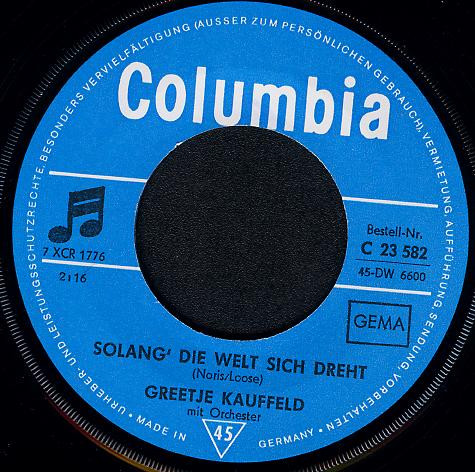 URHEBER- UND LEISTUNGSSCHUTZRECHTE, BESONDERS VERVIELFÄLTIGUNG (AUSSER ZUM PERSÖNLICHEN GEBRAUCH), VERMIETUNG, AUFFÜHRUNG, SENDUNG, VORBEHALTEN
Columbia
7 XCR 1776
2:16
Bestell-Nr.
C 23 582
45-DW 6600
GEMA
SOLANG' DIE WELT SICH DREHT
(Noris/Loose)
GREETJE KAUFFELD
mit Orchester
45
MADE IN GERMANY